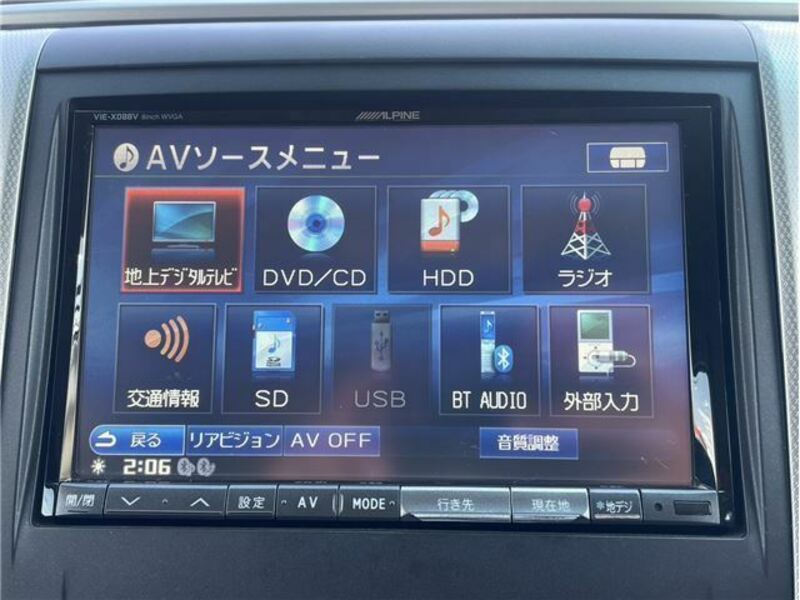 VIE-X088V 8inch WVGA
ALPINE
AVソースメニュー
地上デジタルテレビ
DVD/CD
HDD
ラジオ
交通情報
SD
USB
BT AUDIO
外部入力
戻る
リアビジョン
AV OFF
音質調整
2:06
開/閉
設定
AV
MODE
行き先
現在地
*地デジ